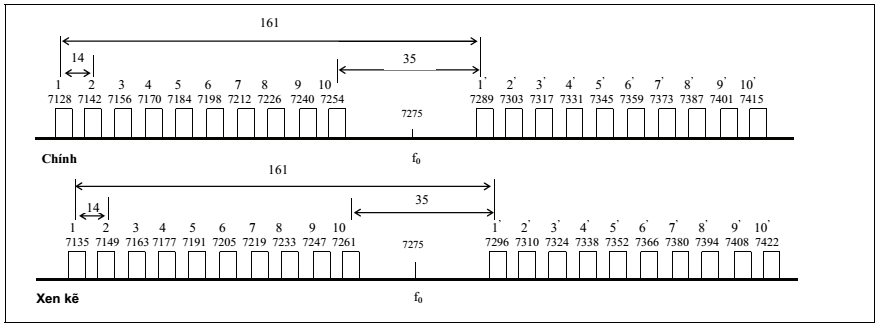 161
14
35
1 2 3 4 5 6 7 8 9 10 1' 2' 3' 4' 5' 6' 7' 8' 9' 10'
7128 7142 7156 7170 7184 7198 7212 7226 7240 7254 7275 7289 7303 7317 7331 7345 7359 7373 7387 7401 7415
Chính f₀
161
14 35
1 2 3 4 5 6 7 8 9 10 1' 2' 3' 4' 5' 6' 7' 8' 9' 10'
7135 7149 7163 7177 7191 7205 7219 7233 7247 7261 7275 7296 7310 7324 7338 7352 7366 7380 7394 7408 7422
Xen kẽ f₀